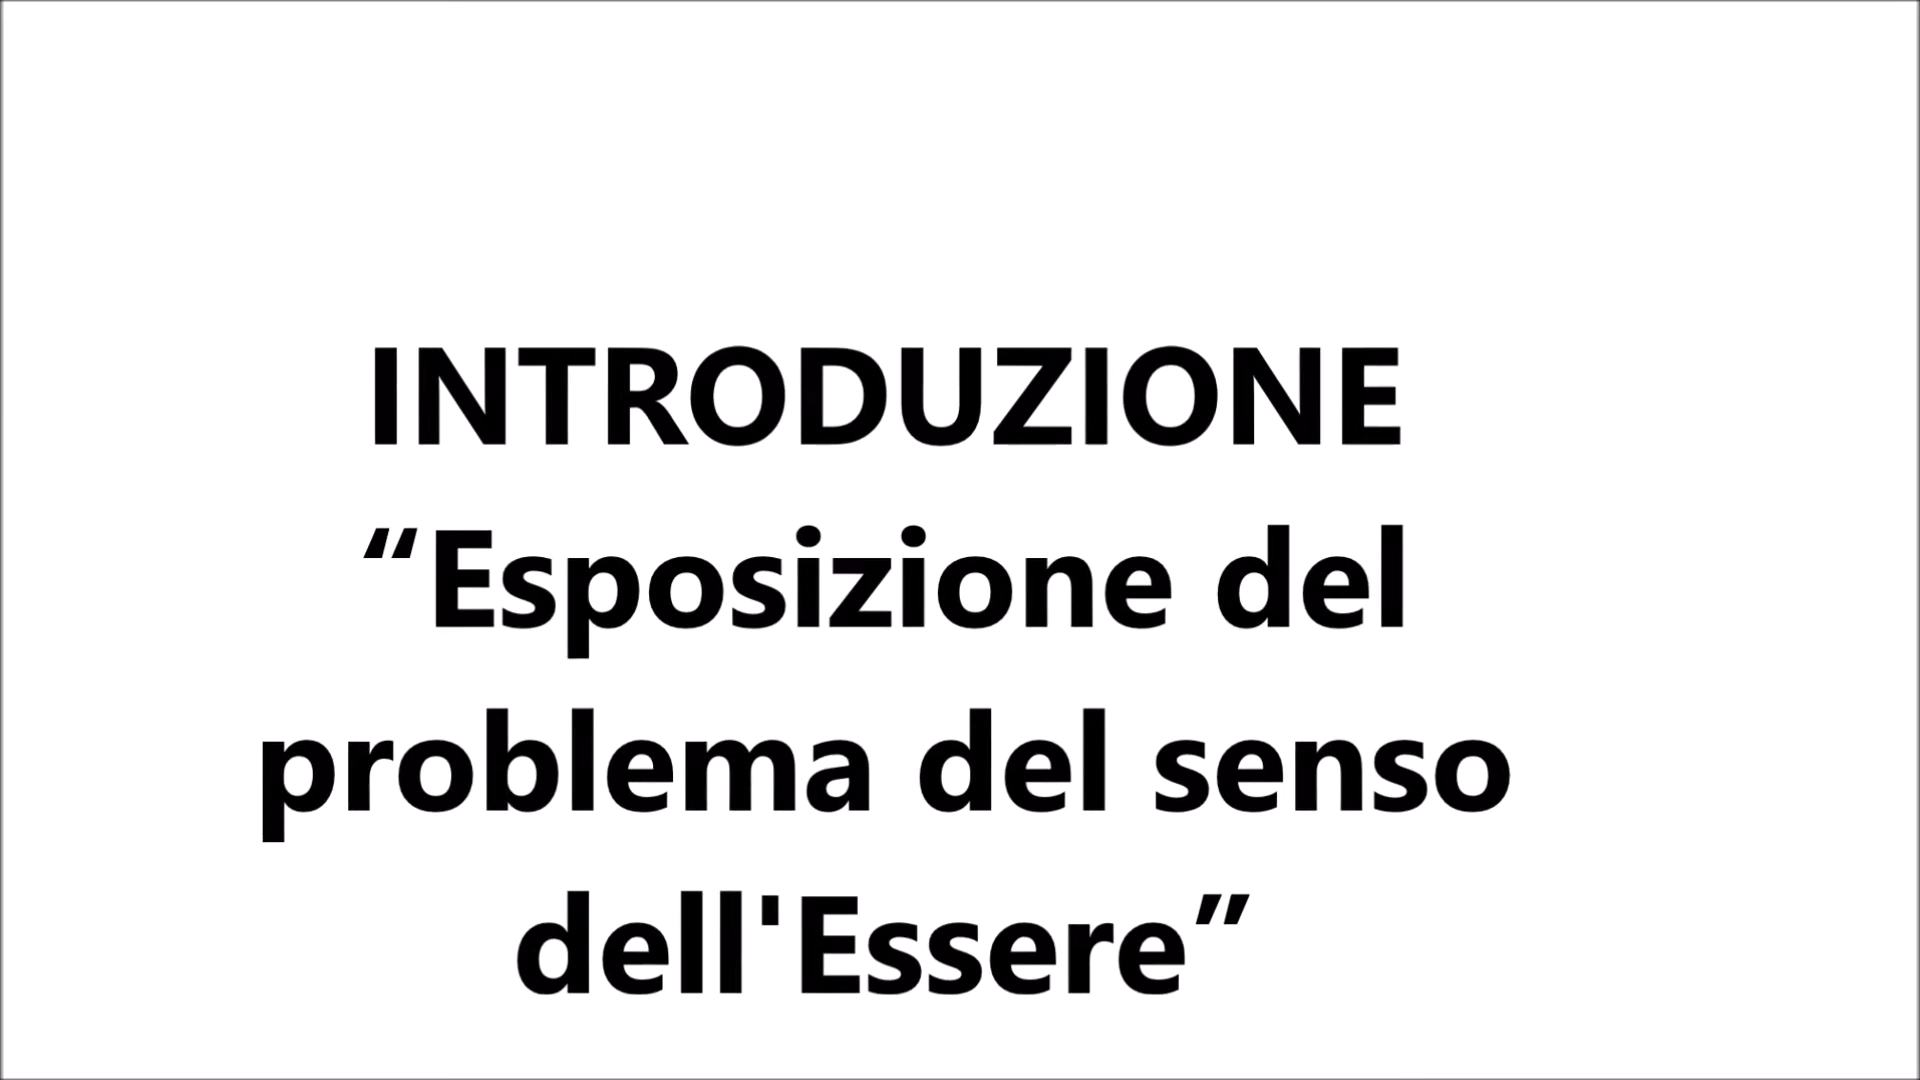 INTRODUZIONE
“Esposizione del
problema del senso
dell'Essere”